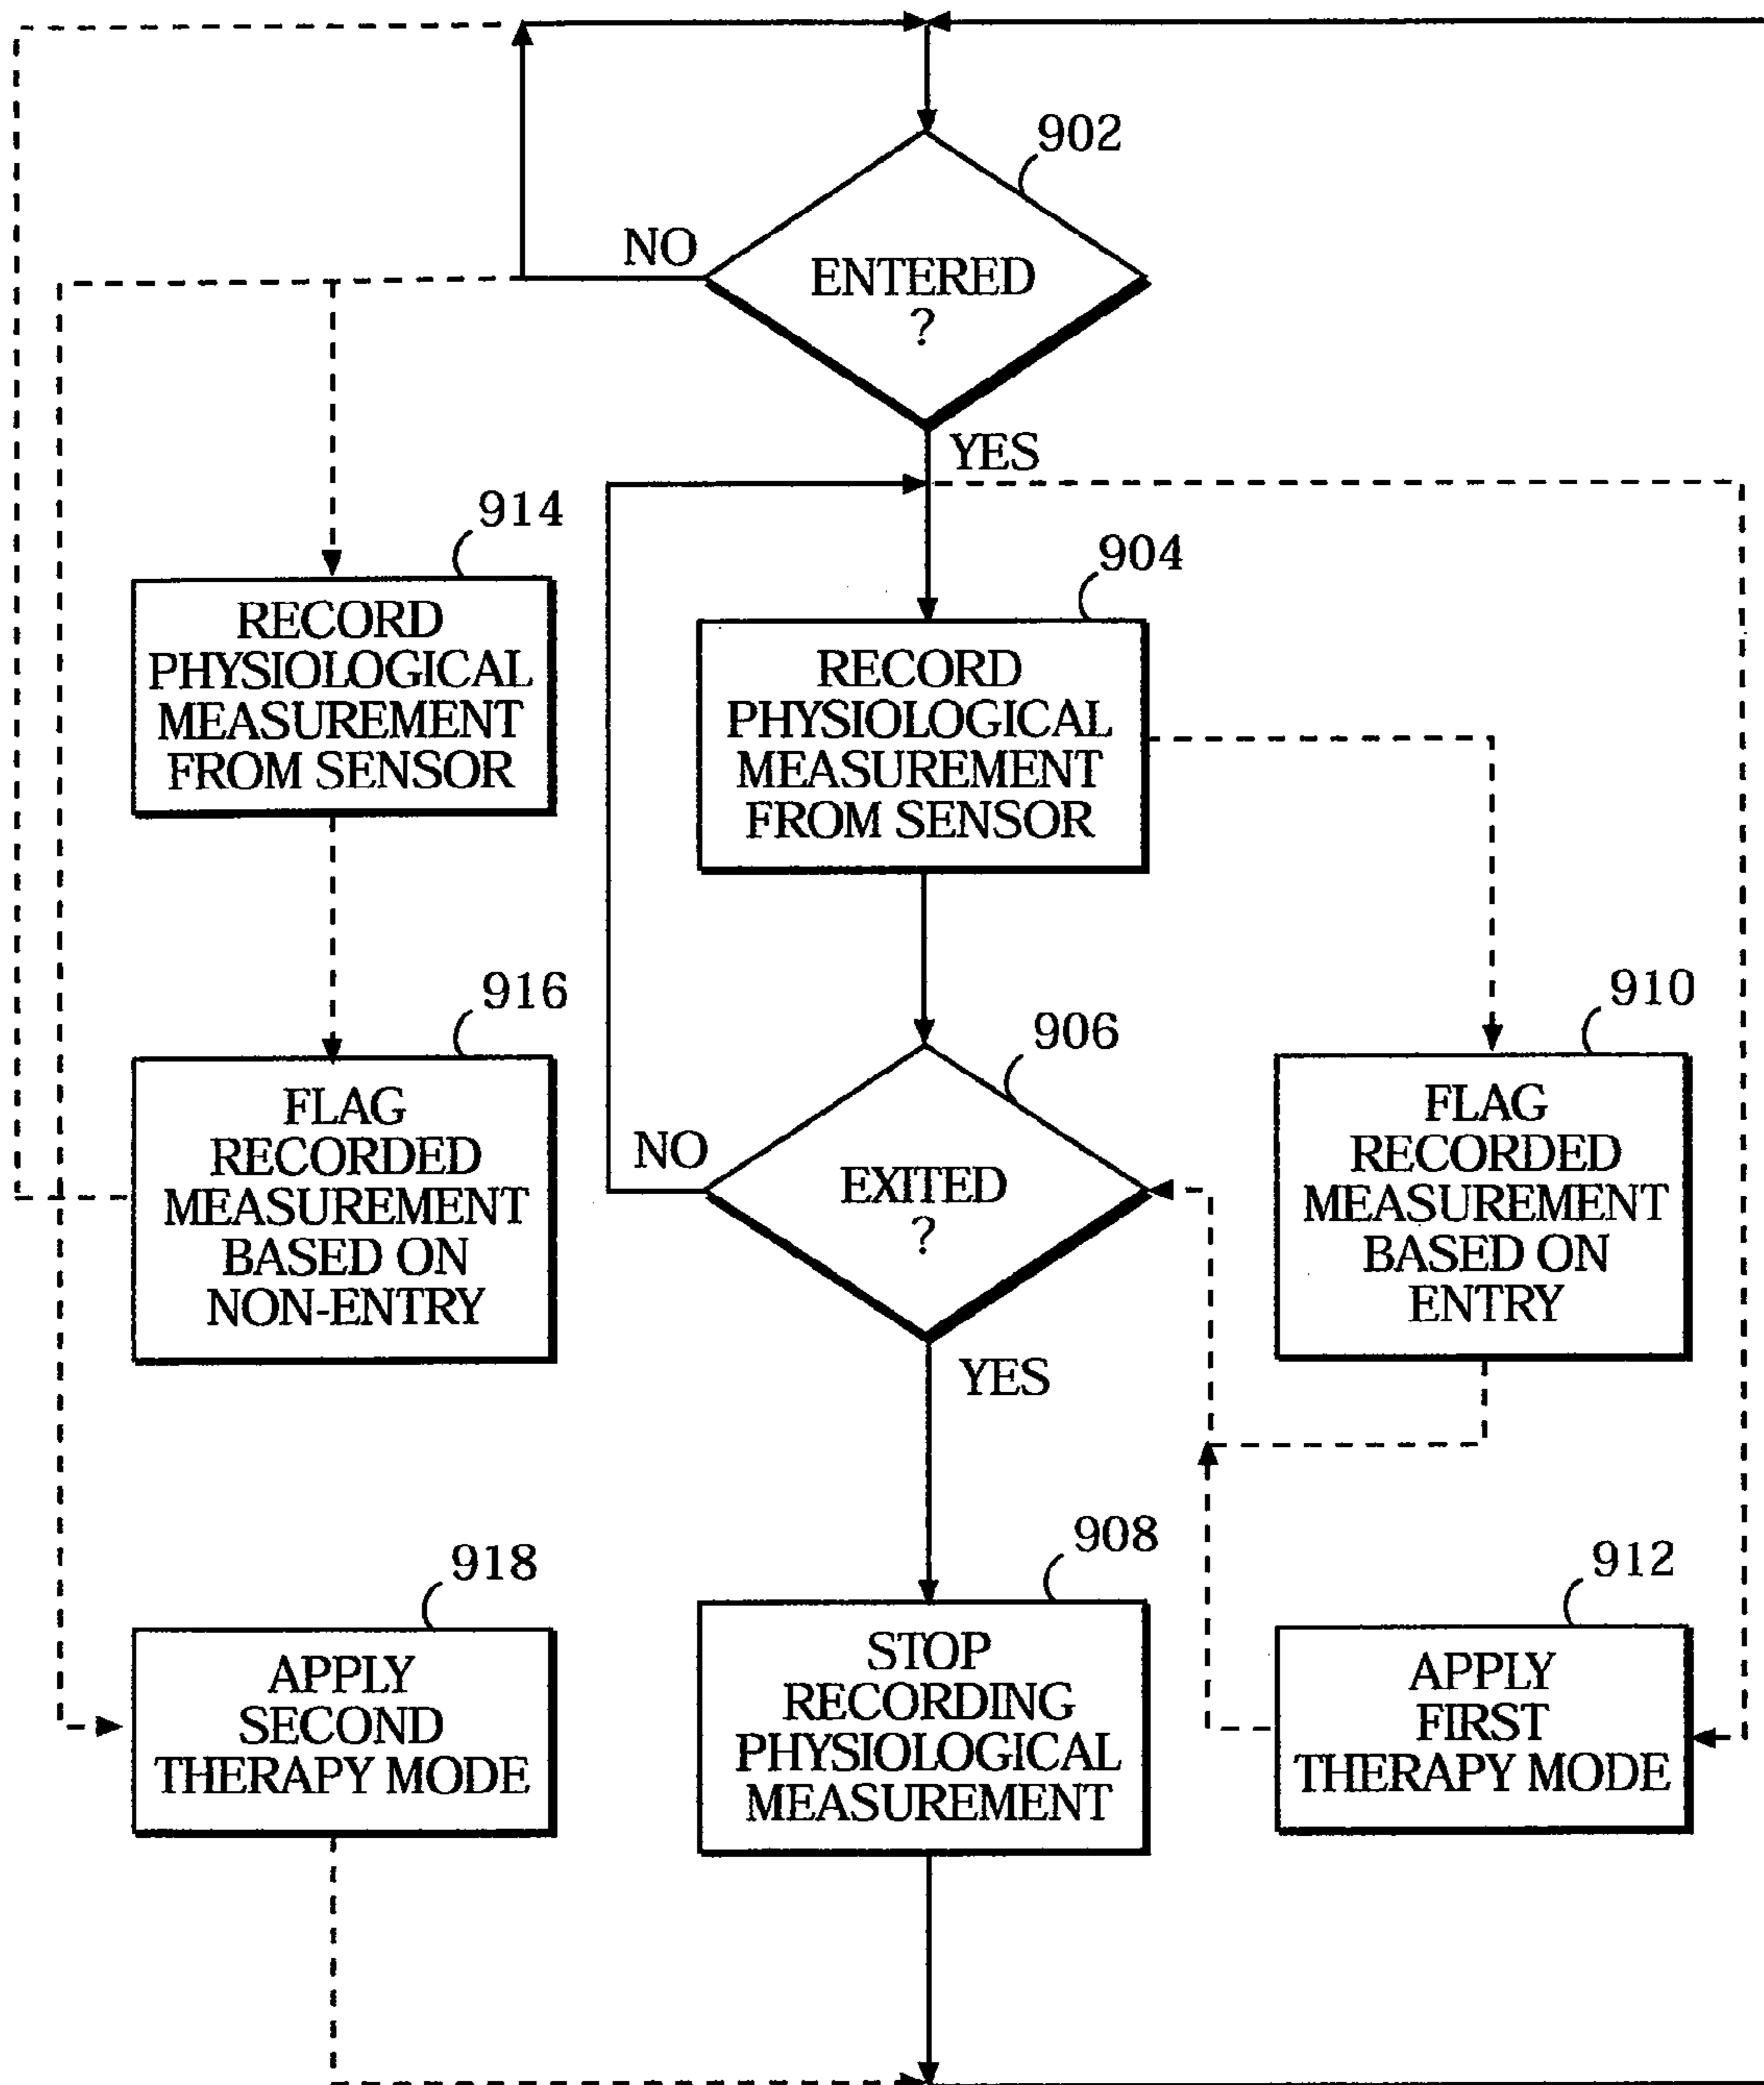 902
NO
ENTERED
?
YES
914
RECORD
PHYSIOLOGICAL
MEASUREMENT
FROM SENSOR
904
RECORD
PHYSIOLOGICAL
MEASUREMENT
FROM SENSOR
916
FLAG
RECORDED
MEASUREMENT
BASED ON
NON-ENTRY
906
NO
EXITED
?
YES
910
FLAG
RECORDED
MEASUREMENT
BASED ON
ENTRY
918
APPLY
SECOND
THERAPY MODE
908
STOP
RECORDING
PHYSIOLOGICAL
MEASUREMENT
912
APPLY
FIRST
THERAPY MODE